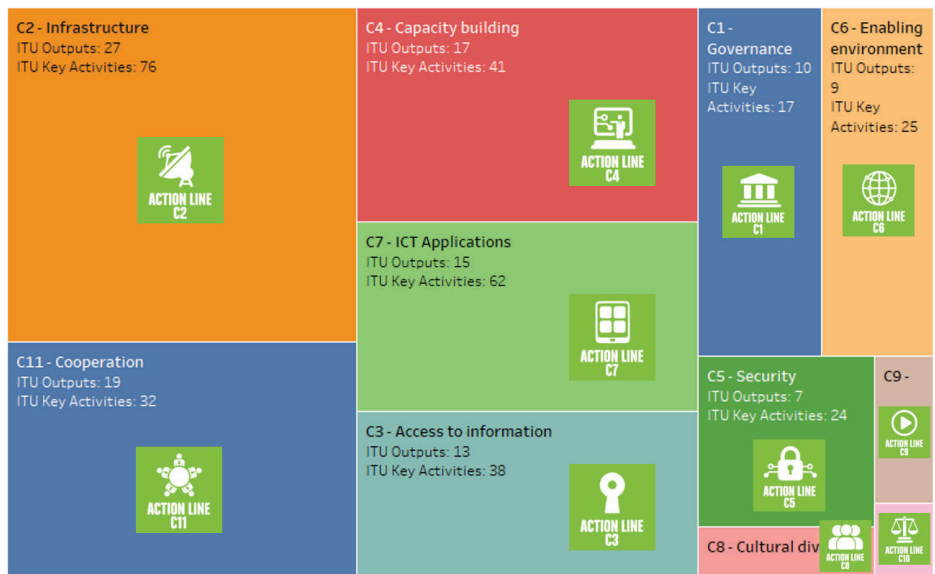 C2 - Infrastructure
ITU Outputs: 27
ITU Key Activities: 76
ACTION LINE
C2
C11 - Cooperation
ITU Outputs: 19
ITU Key Activities: 32
ACTION LINE
C11
C4 - Capacity building
ITU Outputs: 17
ITU Key Activities: 41
ACTION LINE
C4
C7 - ICT Applications
ITU Outputs: 15
ITU Key Activities: 62
ACTION LINE
C7
C3 - Access to information
ITU Outputs: 13
ITU Key Activities: 38
ACTION LINE
C3
C1 -
Governance
ITU Outputs: 10
ITU Key
Activities: 17
ACTION LINE
C1
C6 - Enabling
environment
ITU Outputs:
9
ITU Key
Activities: 25
ACTION LINE
C6
C5 - Security
ITU Outputs: 7
ITU Key Activities: 24
ACTION LINE
C5
C9 -
ACTION LINE
C9
C8 - Cultural div
ACTION LINE
C8
ACTION LINE
C10